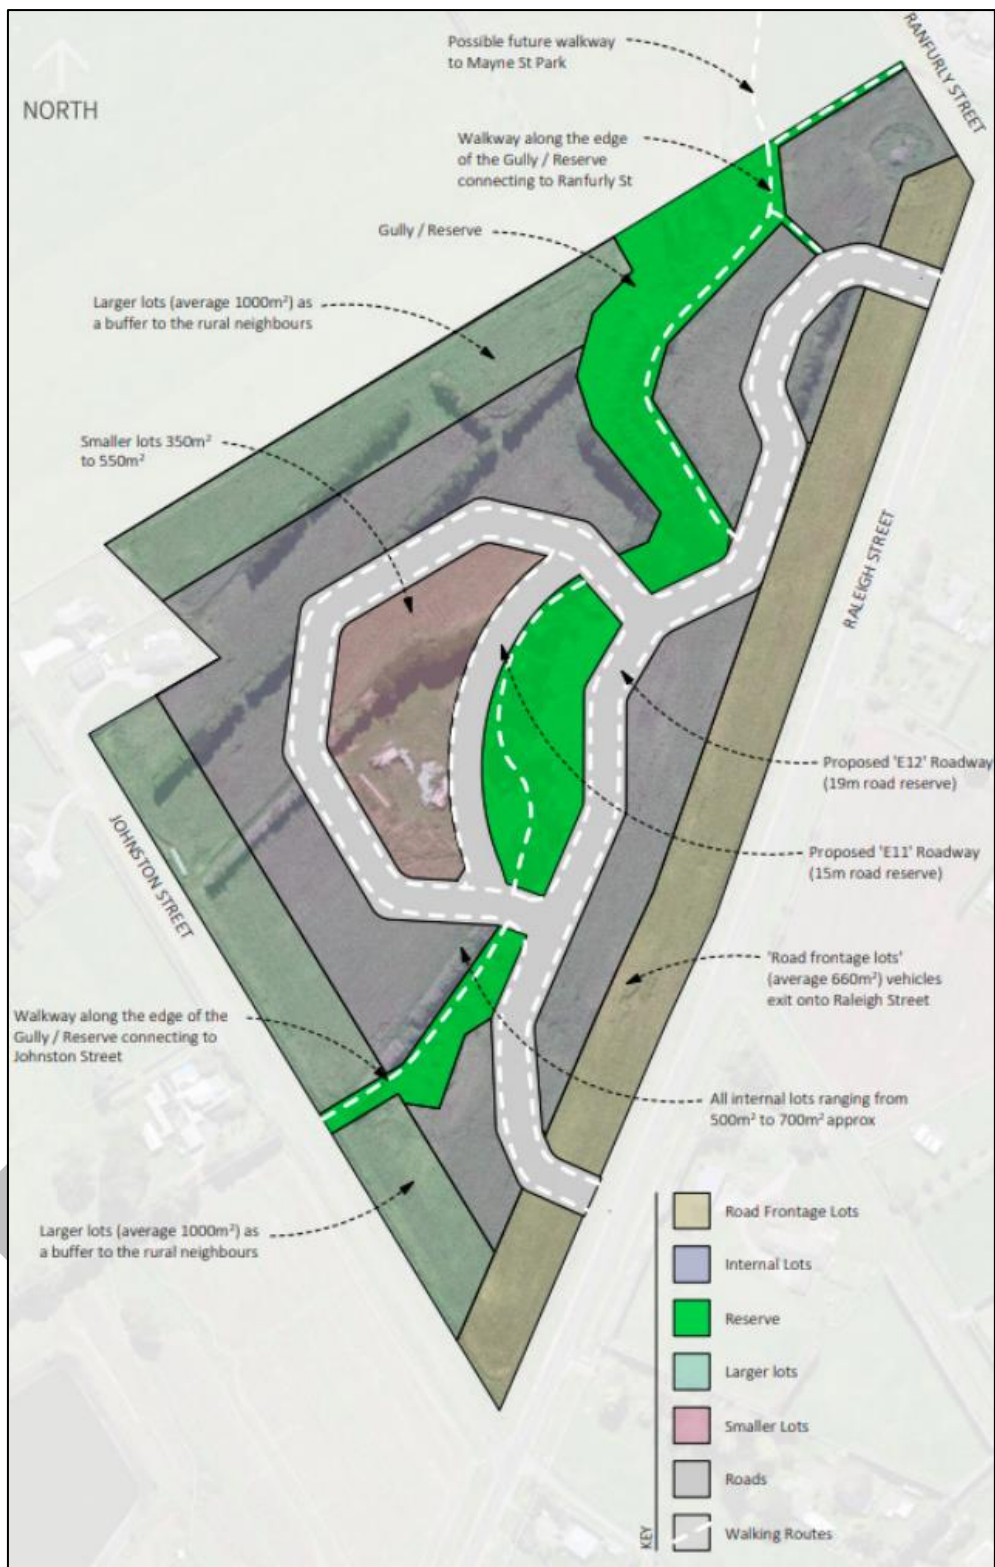 NORTH
RANFURLY STREET
Possible future walkway
to Mayne St Park
Walkway along the edge
of the Gully / Reserve
connecting to Ranfurly St
Gully / Reserve
Larger lots (average 1000m²) as
a buffer to the rural neighbours
Smaller lots 350m²
to 550m²
RALEIGH STREET
JOHNSTON STREET
Proposed 'E12' Roadway
(19m road reserve)
Proposed 'E11' Roadway
(15m road reserve)
'Road frontage lots'
(average 660m²) vehicles
exit onto Raleigh Street
Walkway along the edge of the
Gully / Reserve connecting to
Johnston Street
All internal lots ranging from
500m² to 700m² approx
Larger lots (average 1000m²) as
a buffer to the rural neighbours
KEY
Road Frontage Lots
Internal Lots
Reserve
Larger lots
Smaller Lots
Roads
Walking Routes